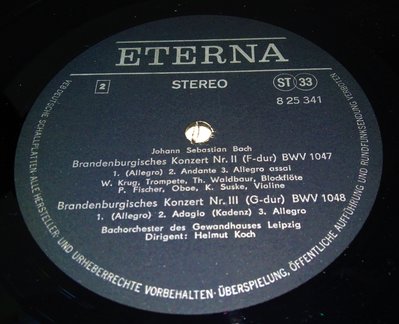 ETERNA
2
STEREO
ST 33
8 25 341
Johann Sebastian Bach
Brandenburgisches Konzert Nr. II (F-dur) BWV 1047
1. (Allegro) 2. Andante 3. Allegro assai
W. Krug, Trompete, Th. Waldbaur, Blockflöte
P. Fischer, Oboe, K. Suske, Violine
Brandenburgisches Konzert Nr. III (G-dur) BWV 1048
1. (Allegro) 2. Adagio (Kadenz) 3. Allegro
Bachorchester des Gewandhauses Leipzig
Dirigent: Helmut Koch
VEB DEUTSCHE SCHALLPLATTEN ALLE HERSTELLER- UND URHEBERRECHTE VORBEHALTEN · ÜBERSPIELUNG, ÖFFENTLICHE AUFFÜHRUNG UND RUNDFUNKSENDUNG VERBOTEN